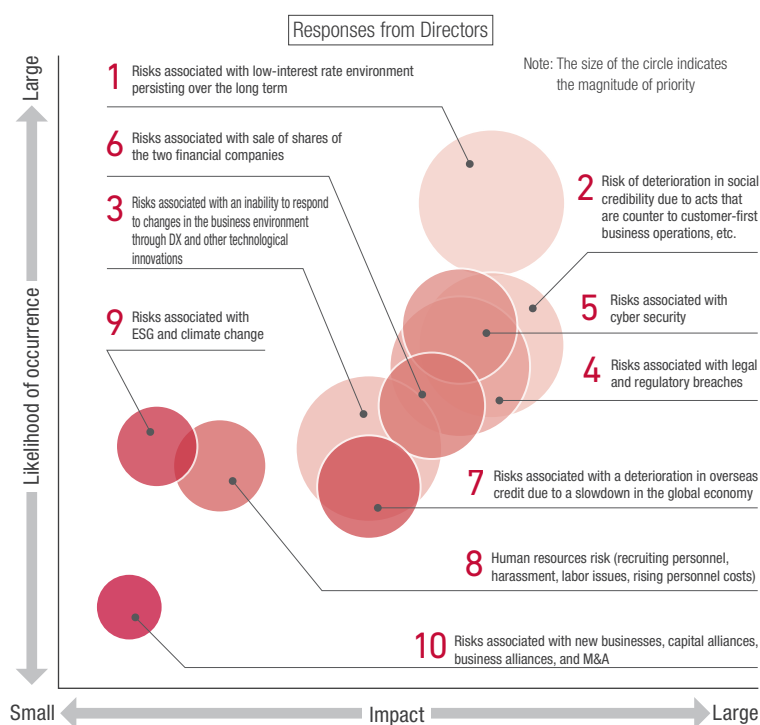 Responses from Directors
Note: The size of the circle indicates
the magnitude of priority
Large
Likelihood of occurrence
1 Risks associated with low-interest rate environment
persisting over the long term
6 Risks associated with sale of shares of
the two financial companies
3 Risks associated with an inability to respond
to changes in the business environment
through DX and other technological
innovations
9 Risks associated with
ESG and climate change
2 Risk of deterioration in social
credibility due to acts that
are counter to customer-first
business operations, etc.
5 Risks associated with
cyber security
4 Risks associated with legal
and regulatory breaches
7 Risks associated with a deterioration in overseas
credit due to a slowdown in the global economy
8 Human resources risk (recruiting personnel,
harassment, labor issues, rising personnel costs)
10 Risks associated with new businesses, capital alliances,
business alliances, and M&A
Small
Impact
Large